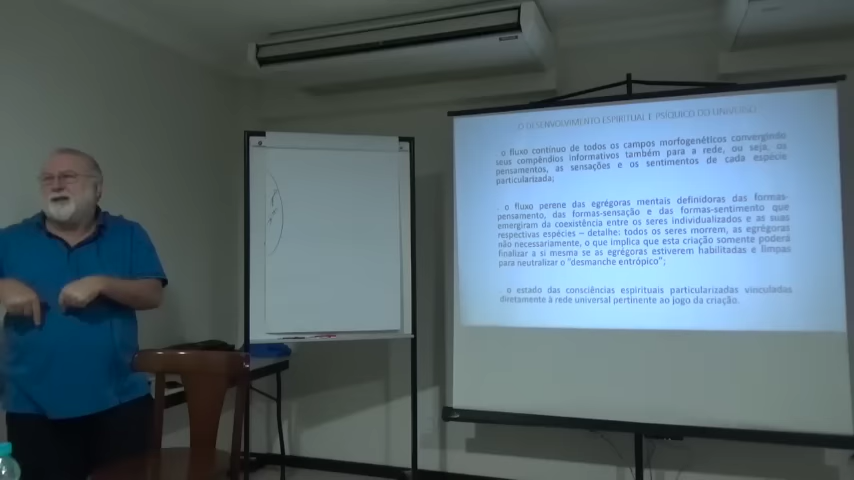 O DESENVOLVIMENTO ESPIRITUAL E PSÍQUICO DO UNIVERSO
. o fluxo contínuo de todos os campos morfogenéticos convergindo
seus compêndios informativos também para a rede, ou seja, os
pensamentos, as sensações e os sentimentos de cada espécie
particularizada;
. o fluxo perene das egrégoras mentais definidoras das formas-
pensamento, das formas-sensação e das formas-sentimento que
emergiram da coexistência entre os seres individualizados e as suas
respectivas espécies – detalhe: todos os seres morrem, as egrégoras
não necessariamente, o que implica que esta criação somente poderá
finalizar a si mesma se as egrégoras estiverem habilitadas e limpas
para neutralizar o "desmanche entrópico";
. o estado das consciências espirituais particularizadas vinculadas
diretamente à rede universal pertinente ao jogo da criação.